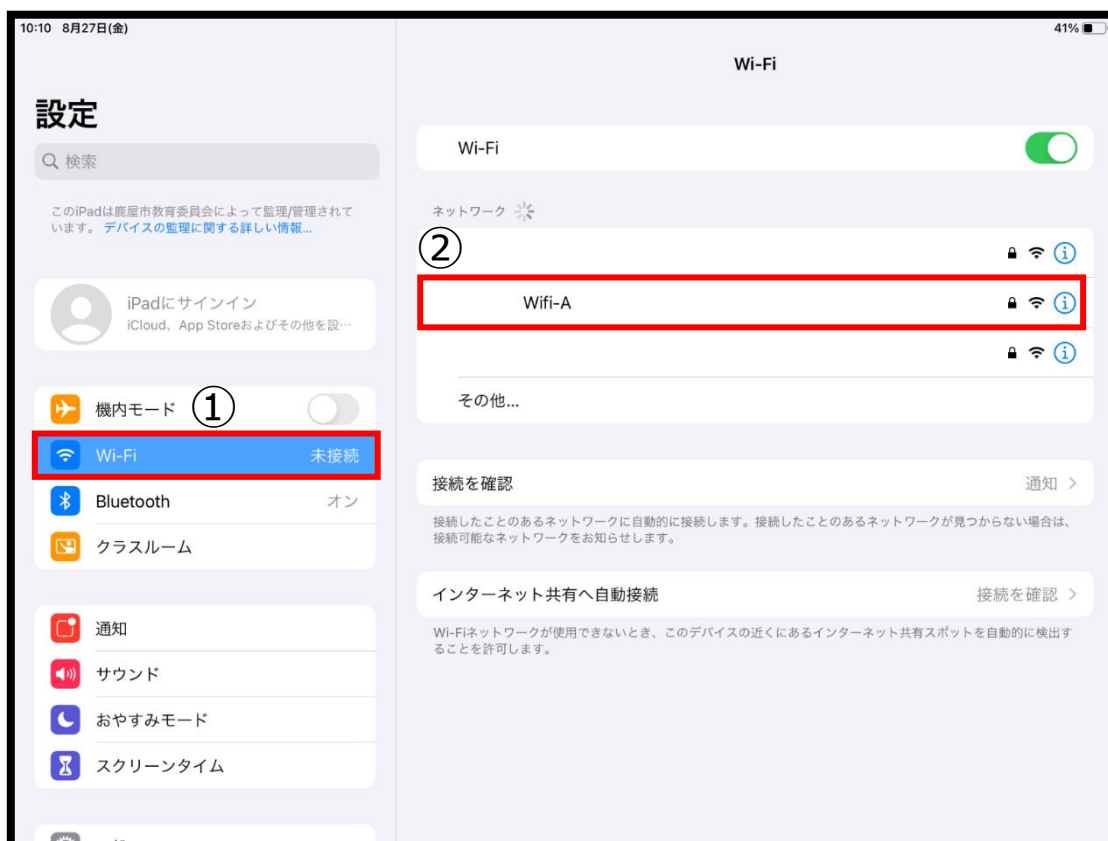 10:10 8月27日(金)
41%
設定
検索
このiPadは鹿屋市教育委員会によって監理/管理されて
います。 デバイスの監理に関する詳しい情報...
iPadにサインイン
iCloud、App Storeおよびその他を設…
機内モード ①
Wi-Fi 未接続
Bluetooth オン
クラスルーム
通知
サウンド
おやすみモード
スクリーンタイム
Wi-Fi
Wi-Fi
ネットワーク
②
Wifi-A
その他...
接続を確認 通知
接続したことのあるネットワークに自動的に接続します。接続したことのあるネットワークが見つからない場合は、
接続可能なネットワークをお知らせします。
インターネット共有へ自動接続 接続を確認
Wi-Fiネットワークが使用できないとき、このデバイスの近くにあるインターネット共有スポットを自動的に検出す
ることを許可します。